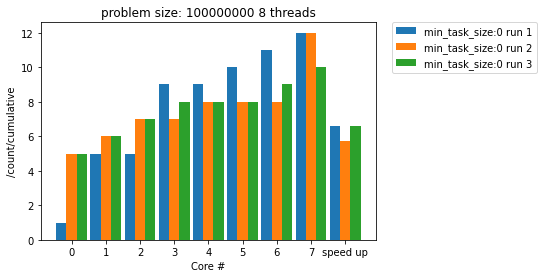 problem size: 100000000 8 threads
min_task_size:0 run 1
min_task_size:0 run 2
min_task_size:0 run 3
/count/cumulative
12
10
8
6
4
2
0
0 1 2 3 4 5 6 7 speed up
Core #